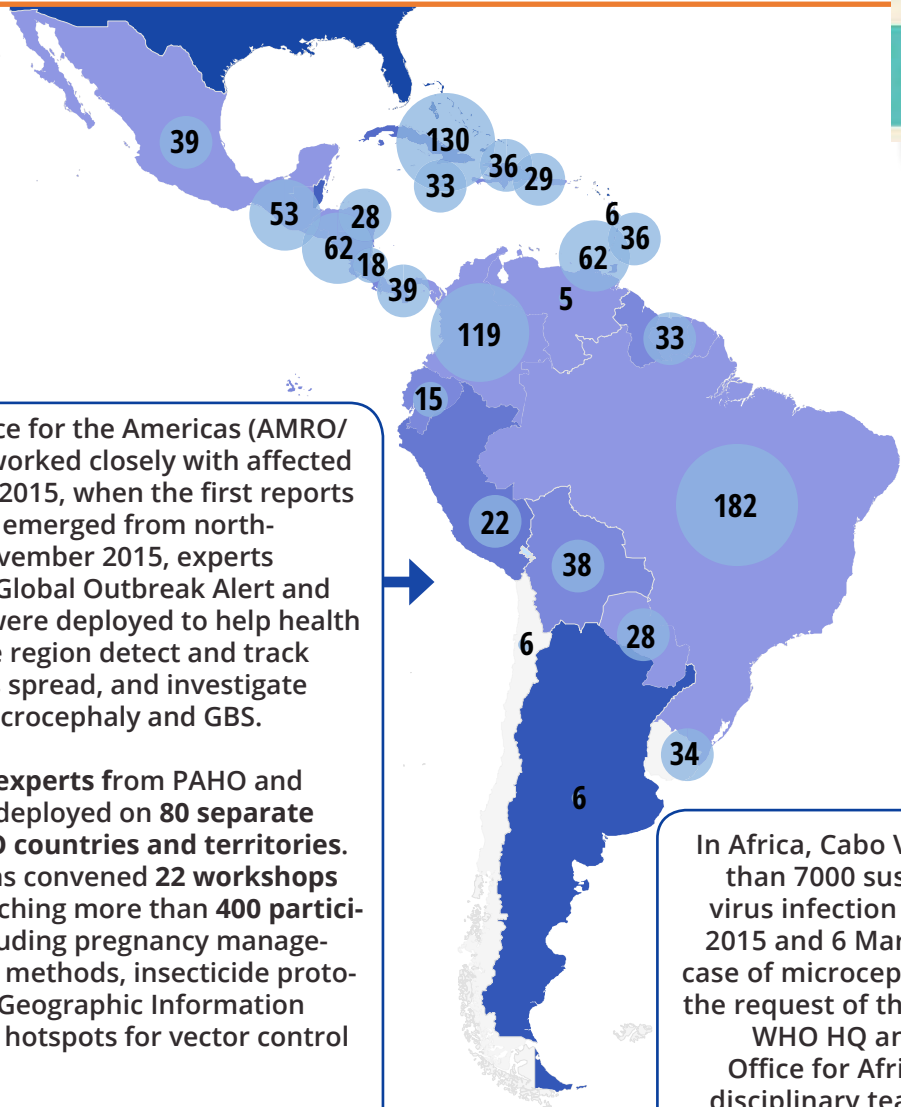 130
39
36
29
33
53
28
6
36
62
62
18
39
5
119
33
15
182
22
38
28
6
34
6
ce for the Americas (AMRO/
worked closely with affected
2015, when the first reports
emerged from north-
vember 2015, experts
Global Outbreak Alert and
were deployed to help health
e region detect and track
s spread, and investigate
crocephaly and GBS.
experts from PAHO and
deployed on 80 separate
O countries and territories.
as convened 22 workshops
ching more than 400 partici-
uding pregnancy manage-
methods, insecticide proto-
Geographic Information
hotspots for vector control
In Africa, Cabo V
than 7000 sus
virus infection
2015 and 6 Mar
case of microcep
the request of th
WHO HQ an
Office for Afri
disciplinary tea